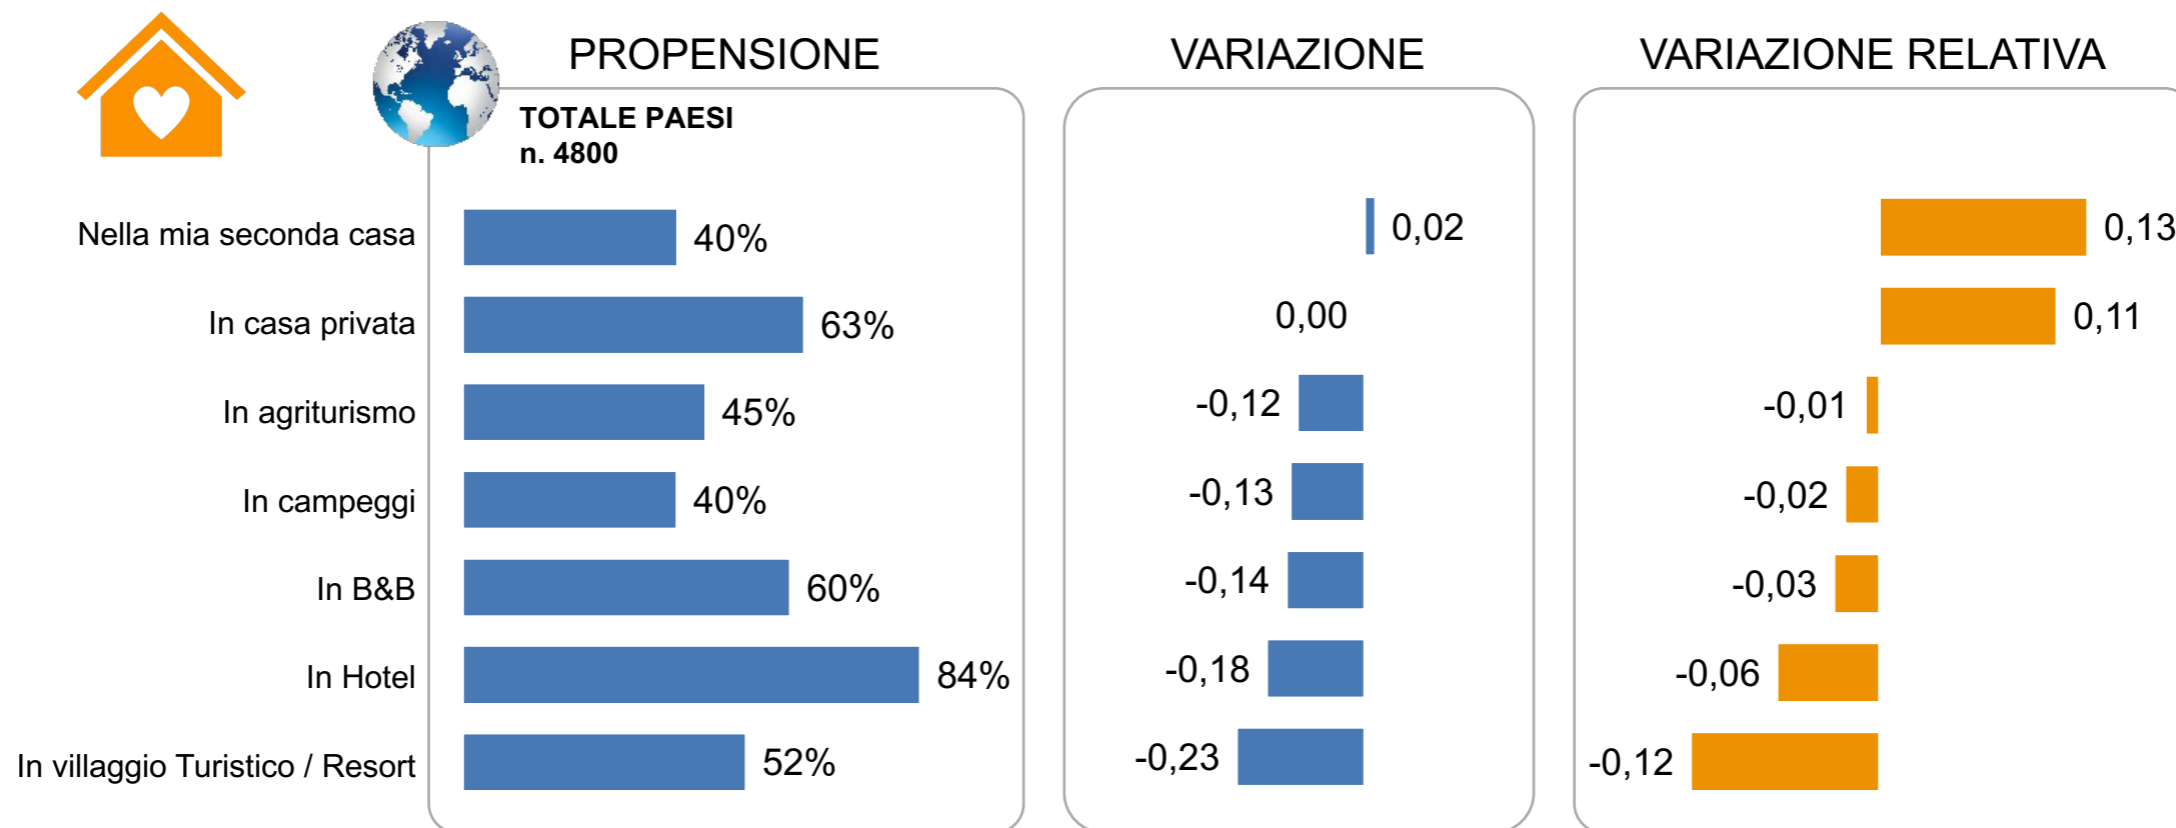 PROPENSIONE
VARIAZIONE
VARIAZIONE RELATIVA
TOTALE PAESI
n. 4800
Nella mia seconda casa 40% 0,02 0,13
In casa privata 63% 0,00 0,11
In agriturismo 45% -0,12 -0,01
In campeggi 40% -0,13 -0,02
In B&B 60% -0,14 -0,03
In Hotel 84% -0,18 -0,06
In villaggio Turistico / Resort 52% -0,23 -0,12